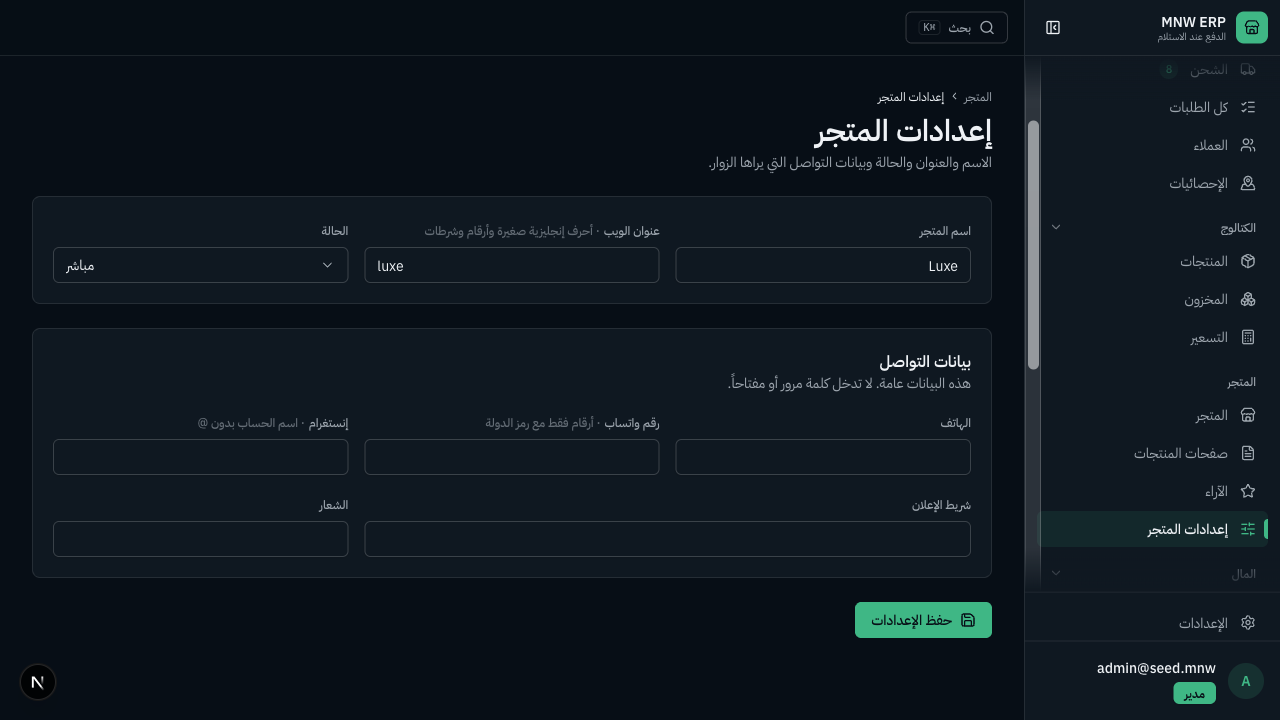 MNW ERP
الدفع عند الاستلام
الشحن 8
كل الطلبات
العملاء
الإحصائيات
الكتالوج
المنتجات
المخزون
التسعير
المتجر
المتجر
صفحات المنتجات
الآراء
إعدادات المتجر
المال
الإعدادات
A
admin@seed.mnw
مدير
بحث ⌘K
المتجر › إعدادات المتجر
إعدادات المتجر
الاسم والعنوان والحالة وبيانات التواصل التي يراها الزوار.
اسم المتجر
Luxe
عنوان الويب · أحرف إنجليزية صغيرة وأرقام وشرطات
luxe
الحالة
مباشر
بيانات التواصل
هذه البيانات عامة. لا تدخل كلمة مرور أو مفتاحاً.
الهاتف
رقم واتساب · أرقام فقط مع رمز الدولة
إنستغرام · اسم الحساب بدون @
شريط الإعلان
الشعار
حفظ الإعدادات
N